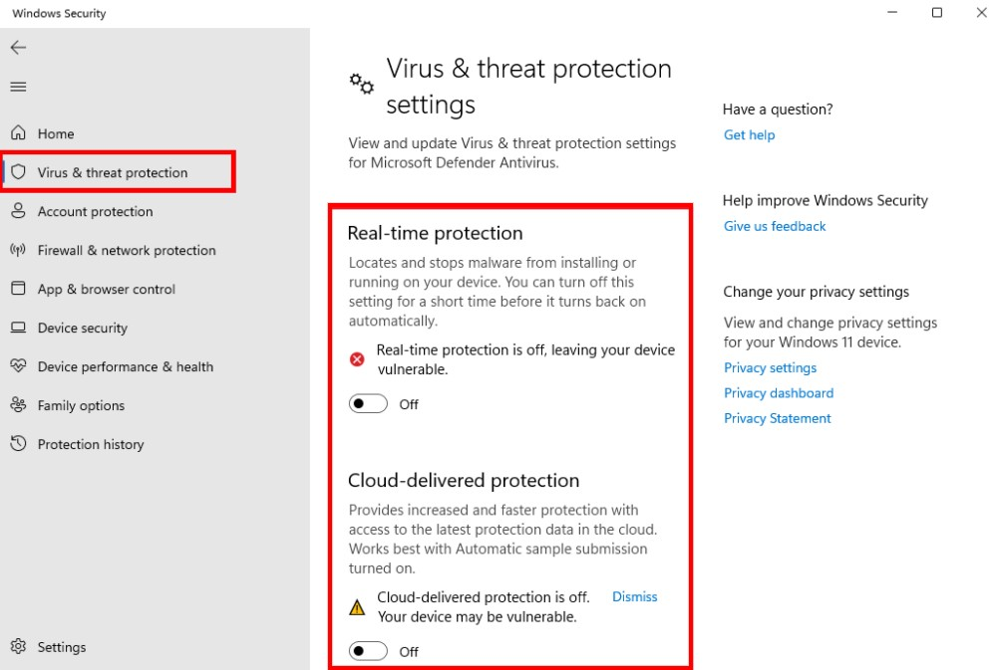 Windows Security
Home
Virus & threat protection
Account protection
Firewall & network protection
App & browser control
Device security
Device performance & health
Family options
Protection history
Settings
Virus & threat protection
settings
View and update Virus & threat protection settings
for Microsoft Defender Antivirus.
Real-time protection
Locates and stops malware from installing or
running on your device. You can turn off this
setting for a short time before it turns back on
automatically.
Real-time protection is off, leaving your device
vulnerable.
Off
Cloud-delivered protection
Provides increased and faster protection with
access to the latest protection data in the cloud.
Works best with Automatic sample submission
turned on.
Cloud-delivered protection is off. Dismiss
Your device may be vulnerable.
Off
Have a question?
Get help
Help improve Windows Security
Give us feedback
Change your privacy settings
View and change privacy settings
for your Windows 11 device.
Privacy settings
Privacy dashboard
Privacy Statement